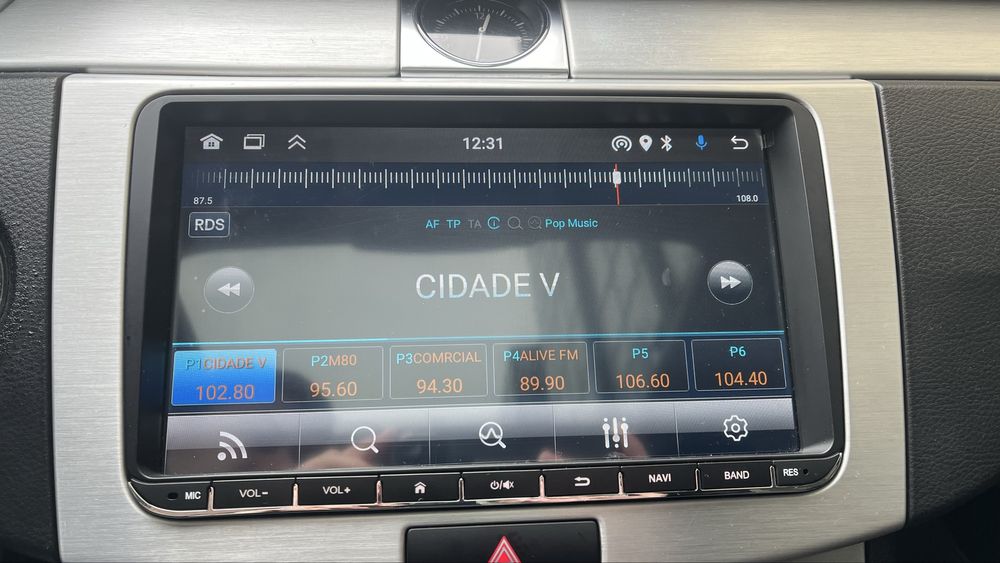 12
12:31
87.5
108.0
RDS
AF TP TA Pop Music
CIDADE V
P1CIDADE V
102.80
P2M80
95.60
P3COMRCIAL
94.30
P4ALIVE FM
89.90
P5
106.60
P6
104.40
MIC
VOL-
VOL+
NAVI
BAND
RES